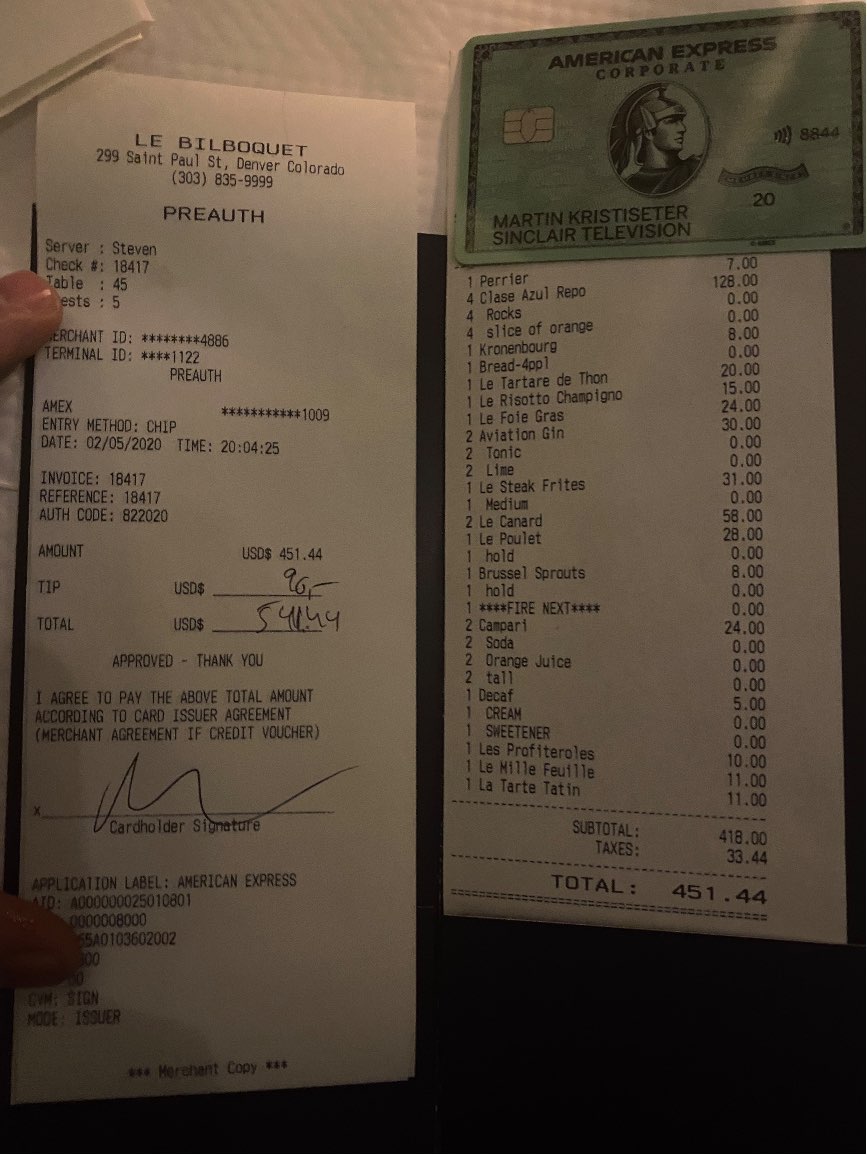 LE BILBOQUET
299 Saint Paul St, Denver Colorado
(303) 835-9999
PREAUTH
Server : Steven
Check #: 18417
Table : 45
ests : 5
MERCHANT ID: ********4886
TERMINAL ID: ****1122
PREAUTH
AMEX ***********1009
ENTRY METHOD: CHIP
DATE: 02/05/2020 TIME: 20:04:25
INVOICE: 18417
REFERENCE: 18417
AUTH CODE: 822020
AMOUNT USD$ 451.44
TIP USD$ 90,-
TOTAL USD$ 541.44
APPROVED - THANK YOU
I AGREE TO PAY THE ABOVE TOTAL AMOUNT
ACCORDING TO CARD ISSUER AGREEMENT
(MERCHANT AGREEMENT IF CREDIT VOUCHER)
x
Cardholder Signature
APPLICATION LABEL: AMERICAN EXPRESS
AID: A000000025010801
0000008000
65A0103602002
00
00
CVM: SIGN
MODE: ISSUER
*** Merchant Copy ***
AMERICAN EXPRESS
CORPORATE
8844
20
MARTIN KRISTISETER
SINCLAIR TELEVISION
7.00
1 Perrier 128.00
4 Clase Azul Repo 0.00
4 Rocks 0.00
4 slice of orange 8.00
1 Kronenbourg 0.00
1 Bread-4ppl 20.00
1 Le Tartare de Thon 15.00
1 Le Risotto Champigno 24.00
1 Le Foie Gras 30.00
2 Aviation Gin 0.00
2 Tonic 0.00
2 Lime 31.00
1 Le Steak Frites 0.00
1 Medium 58.00
2 Le Canard 28.00
1 Le Poulet 0.00
1 hold 8.00
1 Brussel Sprouts 0.00
1 hold 0.00
1 ****FIRE NEXT**** 24.00
2 Campari 0.00
2 Soda 0.00
2 Orange Juice 0.00
2 tall 5.00
1 Decaf 0.00
1 CREAM 0.00
1 SWEETENER 10.00
1 Les Profiteroles 11.00
1 Le Mille Feuille 11.00
1 La Tarte Tatin
SUBTOTAL: 418.00
TAXES: 33.44
TOTAL: 451.44